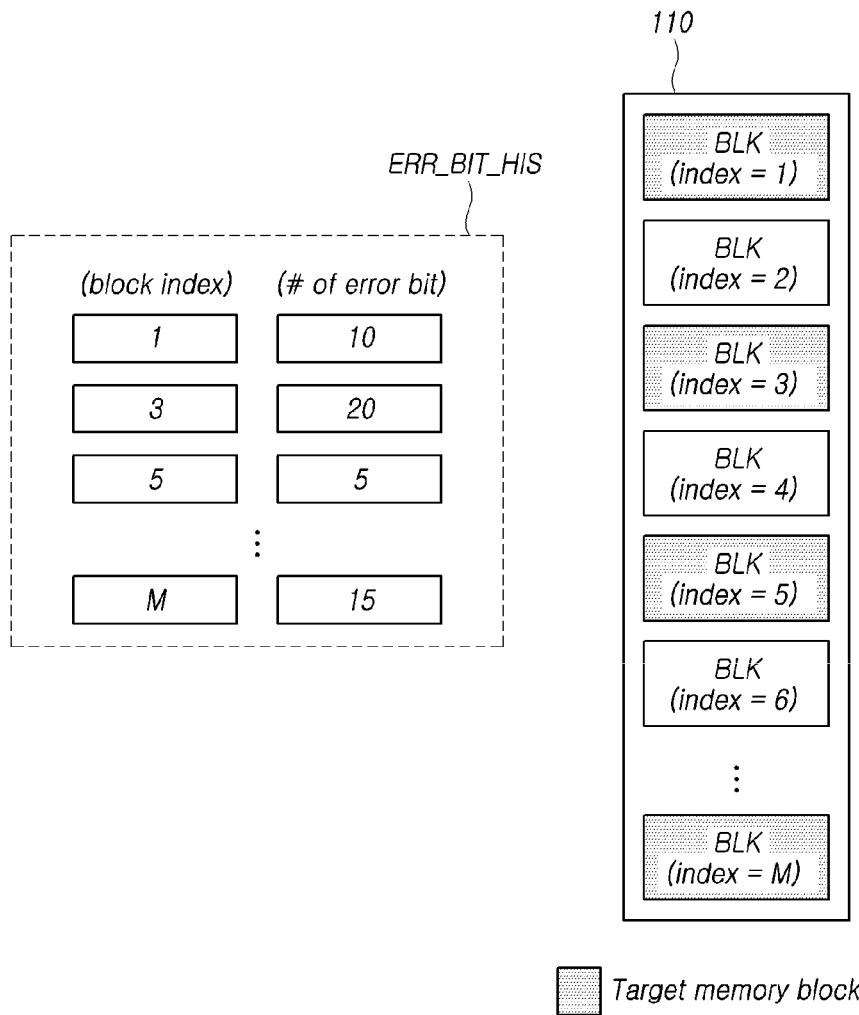 110
ERR_BIT_HIS
(block index) (# of error bit)
1 10
3 20
5 5
⋮
M 15
BLK
(index = 1)
BLK
(index = 2)
BLK
(index = 3)
BLK
(index = 4)
BLK
(index = 5)
BLK
(index = 6)
⋮
BLK
(index = M)
Target memory block